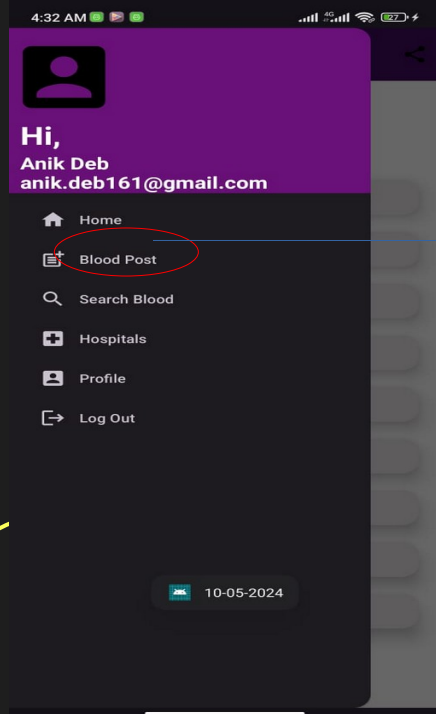 4:32 AM 4G 27
Hi,
Anik Deb
anik.deb161@gmail.com
Home
Blood Post
Search Blood
Hospitals
Profile
Log Out
10-05-2024